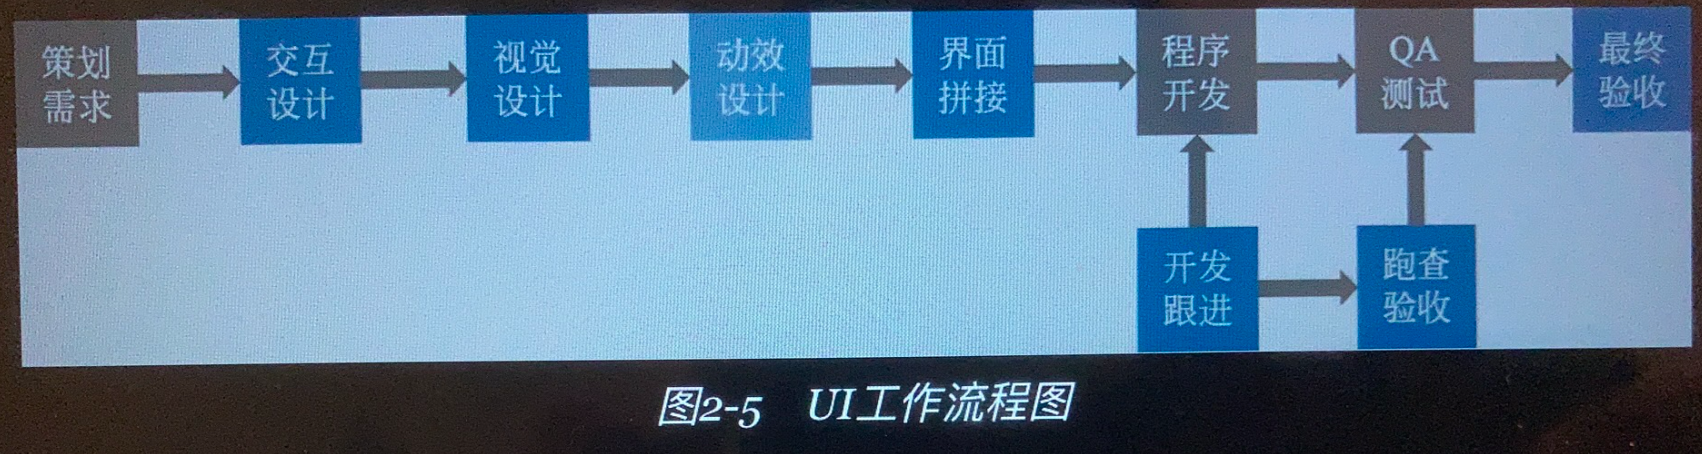 策划
需求
交互
设计
视觉
设计
动效
设计
界面
拼接
程序
开发
QA
测试
最终
验收
开发
跟进
跑查
验收
图2-5 UI工作流程图